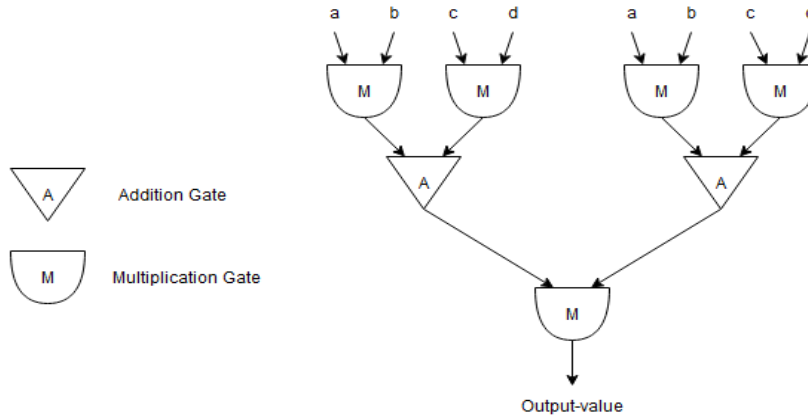 a b c d a b c
M M M M
A Addition Gate
A A
M Multiplication Gate
M
Output-value